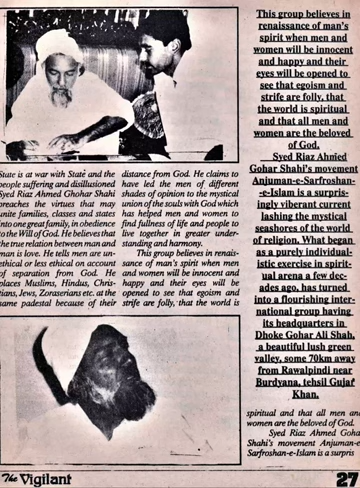 State is at war with State and the
people suffering and disillusioned
Syed Riaz Ahmed Ghohar Shahi
preaches the virtues that may
unite families, classes and states
into one great family, in obedience
to the Will of God. He believes that
the true relation between man and
man is love. He tells men are un-
ethical or less ethical on account
of separation from God. He
places Muslims, Hindus, Chris-
tians, Jews, Zoraserians etc. at the
same padestal because of their
distance from God. He claims to
have led the men of different
shades of opinion to the mystical
union of the souls with God which
has helped men and women to
find fullness of life and people to
live together in greater under-
standing and harmony.
This group believes in renais-
sance of man's spirit when men
and women will be innocent and
happy and their eyes will be
opened to see that egoism and
strife are folly, that the world is
This group believes in
renaissance of man's
spirit when men and
women will be innocent
and happy and their
eyes will be opened to
see that egoism and
strife are folly, that
the world is spiritual
and that all men and
women are the beloved
of God.
Syed Riaz Ahmed
Gohar Shahi's movement
Anjuman-e-Sarfroshan-
-e-Islam is a surpris-
ingly viberant current
lashing the mystical
seashores of the world
of religion. What began
as a purely individual-
istic exercise in spirit-
ual arena a few dec-
ades ago, has turned
into a flourishing inter-
national group having
its headquarters in
Dhoke Gohar Ali Shah,
a beautiful lush green
valley, some 70km away
from Rawalpindi near
Burdyana, tehsil Gujar
Khan.
spiritual and that all men and
women are the beloved of God.
Syed Riaz Ahmed Goha
Shahi's movement Anjuman-e-
Sarfroshan-e-Islam is a surpris
The Vigilant
27